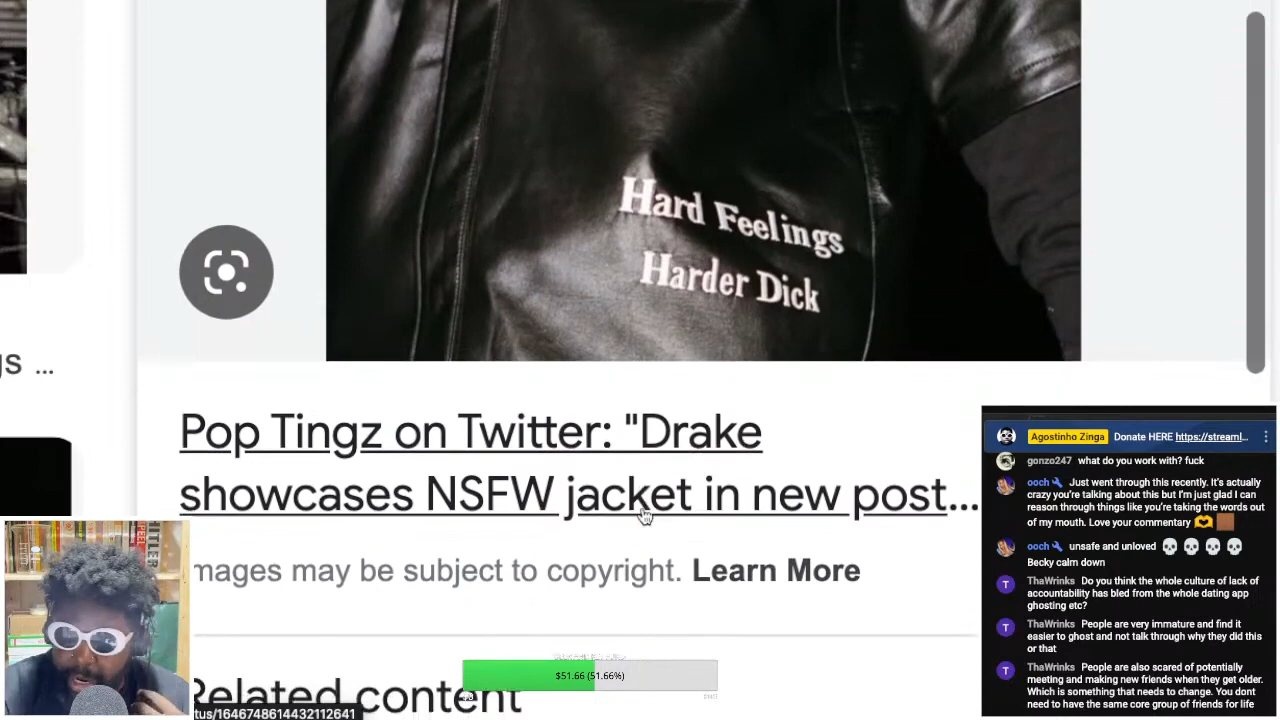 Hard Feelings
Harder Dick
gs ...
Pop Tingz on Twitter: "Drake
showcases NSFW jacket in new post...
mages may be subject to copyright. Learn More
Related content
tus/1646748614432112641
$51.66 (51.66%)
Agostinho Zinga Donate HERE https://streaml...
gonzo247 what do you work with? fuck
ooch Just went through this recently. It's actually
crazy you're talking about this but I'm just glad I can
reason through things like you're taking the words out
of my mouth. Love your commentary 🫶🏾
ooch unsafe and unloved 💀 💀 💀 💀
Becky calm down
ThaWrinks Do you think the whole culture of lack of
accountability has bled from the whole dating app
ghosting etc?
ThaWrinks People are very immature and find it
easier to ghost and not talk through why they did this
or that
ThaWrinks People are also scared of potentially
meeting and making new friends when they get older.
Which is something that needs change. You dont
need to have the same core group of friends for life